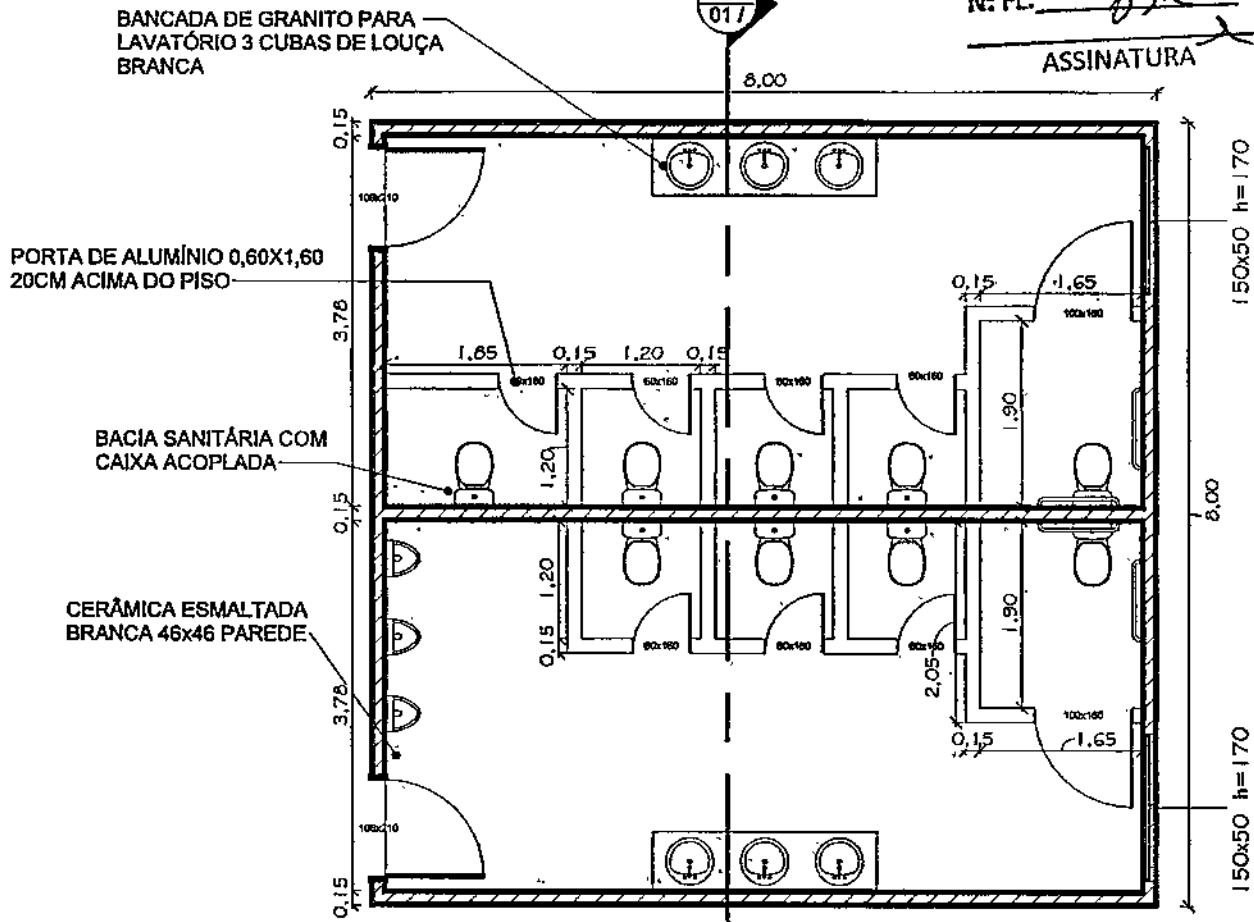 BANCADA DE GRANITO PARA
LAVATÓRIO 3 CUBAS DE LOUÇA
BRANCA
01 /
Nº FL.
ASSINATURA
8,00
0,15
150x50 h=170
PORTA DE ALUMÍNIO 0,60X1,60
20CM ACIMA DO PISO
3,78
0,15
1,65
100x160
1,85
0,15
1,20
0,15
60x160
60x160
60x160
1,90
BACIA SANITÁRIA COM
CAIXA ACOPLADA
1,20
0,15
8,00
CERÂMICA ESMALTADA
BRANCA 46x46 PAREDE
1,20
0,15
60x160
60x160
60x160
1,90
2,05
3,78
100x160
0,15
1,65
150x50 h=170
0,15